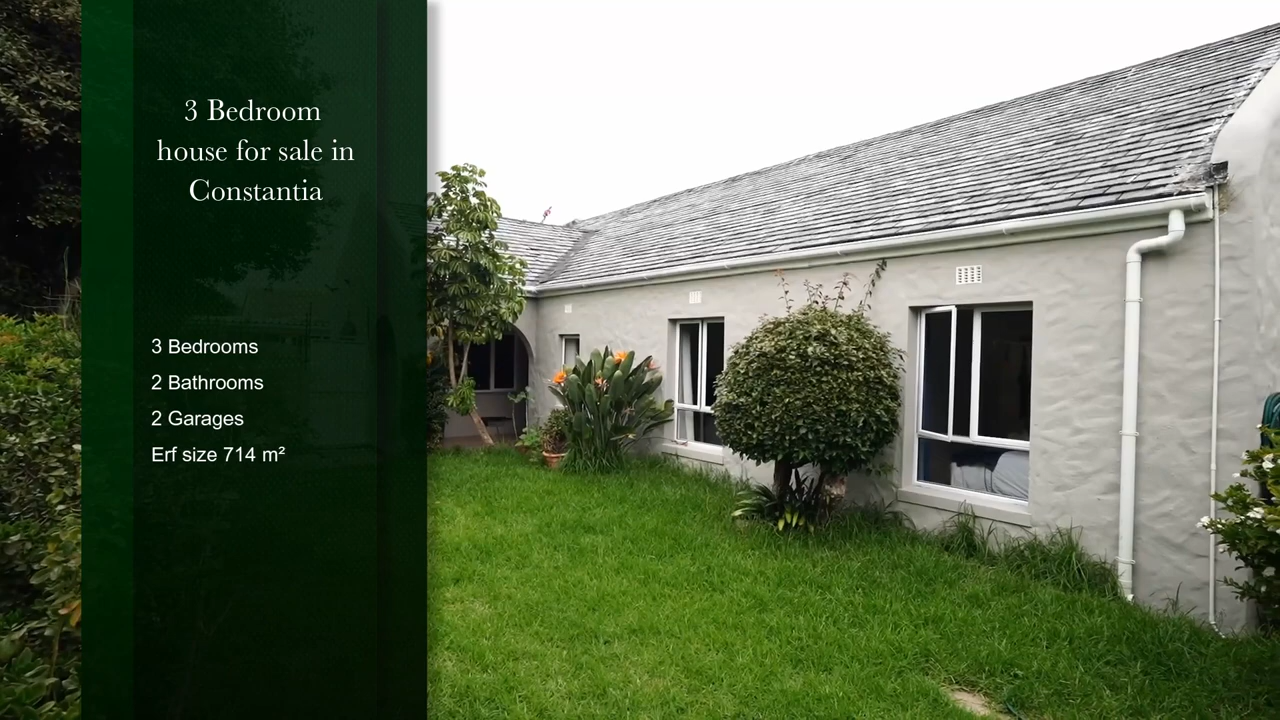 3 Bedroom
house for sale in
Constantia
3 Bedrooms
2 Bathrooms
2 Garages
Erf size 714 m²